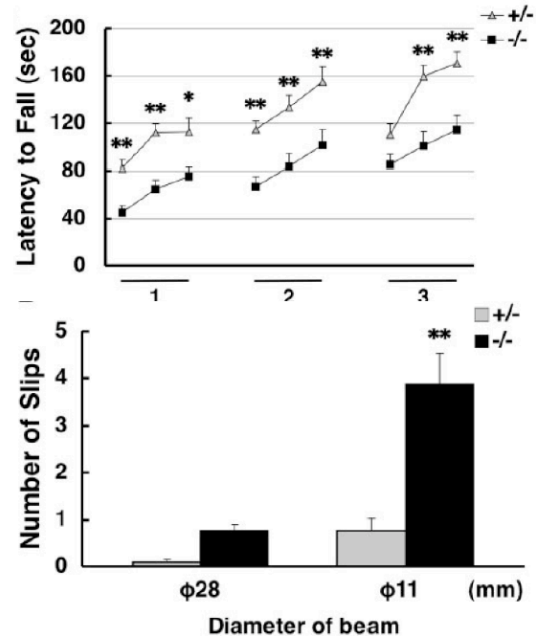 Latency to Fall (sec)
200
160
120
80
40
0
** ** * ** ** ** ** **
+/-
-/-
1 2 3
Number of Slips
5
4
3
2
1
0
**
+/-
-/-
ϕ28 ϕ11 (mm)
Diameter of beam